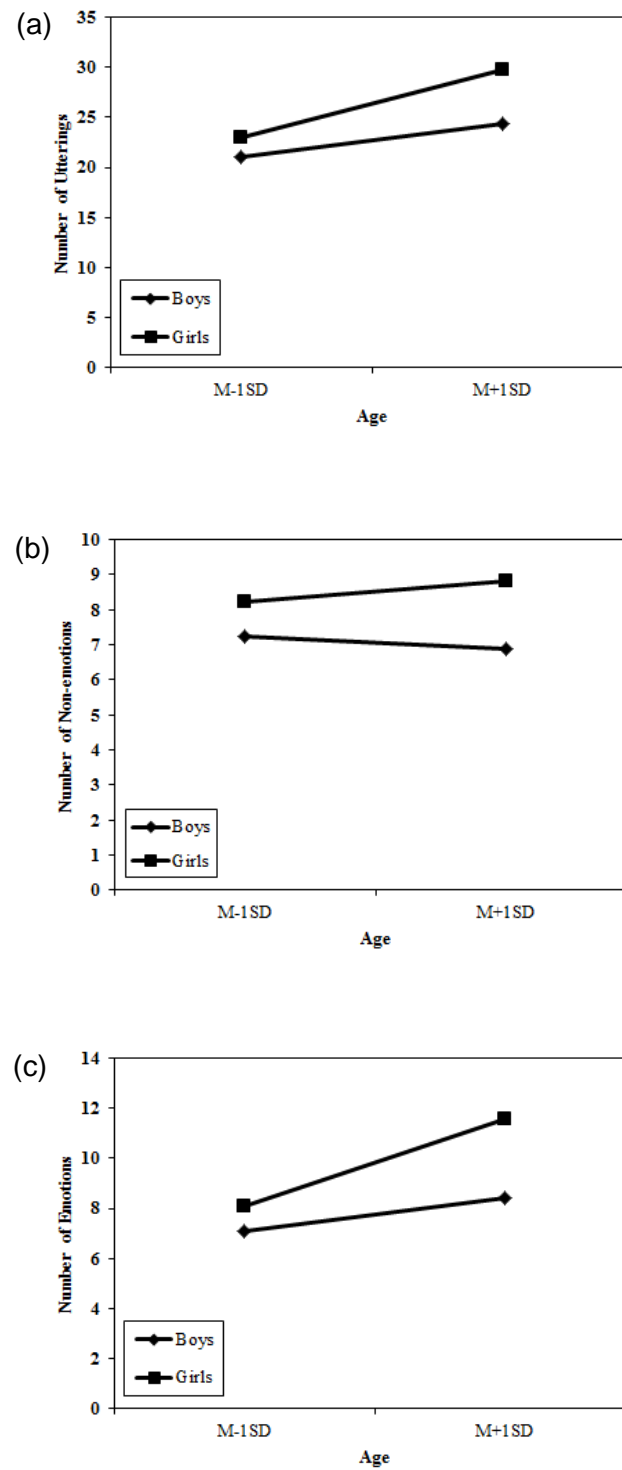 (a)
35
30
25
20
15
10
5
0
Number of Utterings
Boys
Girls
M-1SD M+1SD
Age
(b)
10
9
8
7
6
5
4
3
2
1
0
Number of Non-emotions
Boys
Girls
M-1SD M+1SD
Age
(c)
14
12
10
8
6
4
2
0
Number of Emotions
Boys
Girls
M-1SD M+1SD
Age